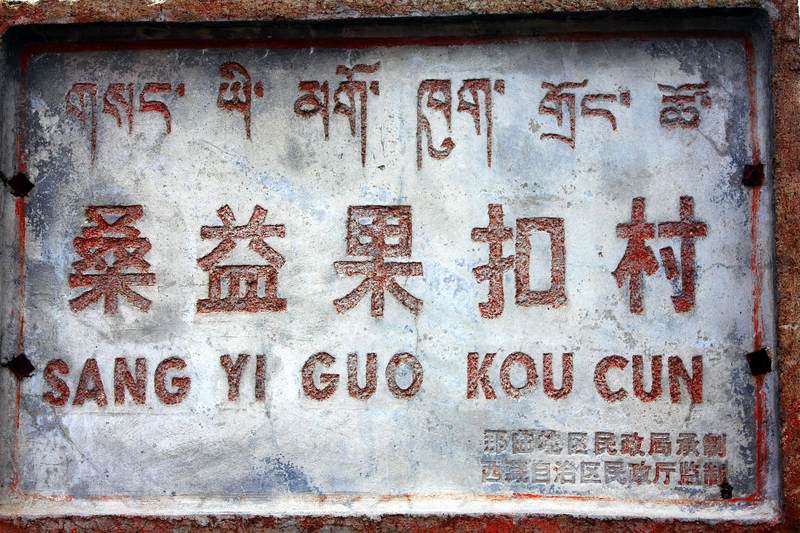 གསང་ ཡི་ མགོ་ ཁུག་ གྲོང་ ཚོ
桑益果扣村
SANG YI GUO KOU CUN
那曲地区民政局承制
西藏自治区民政厅监制